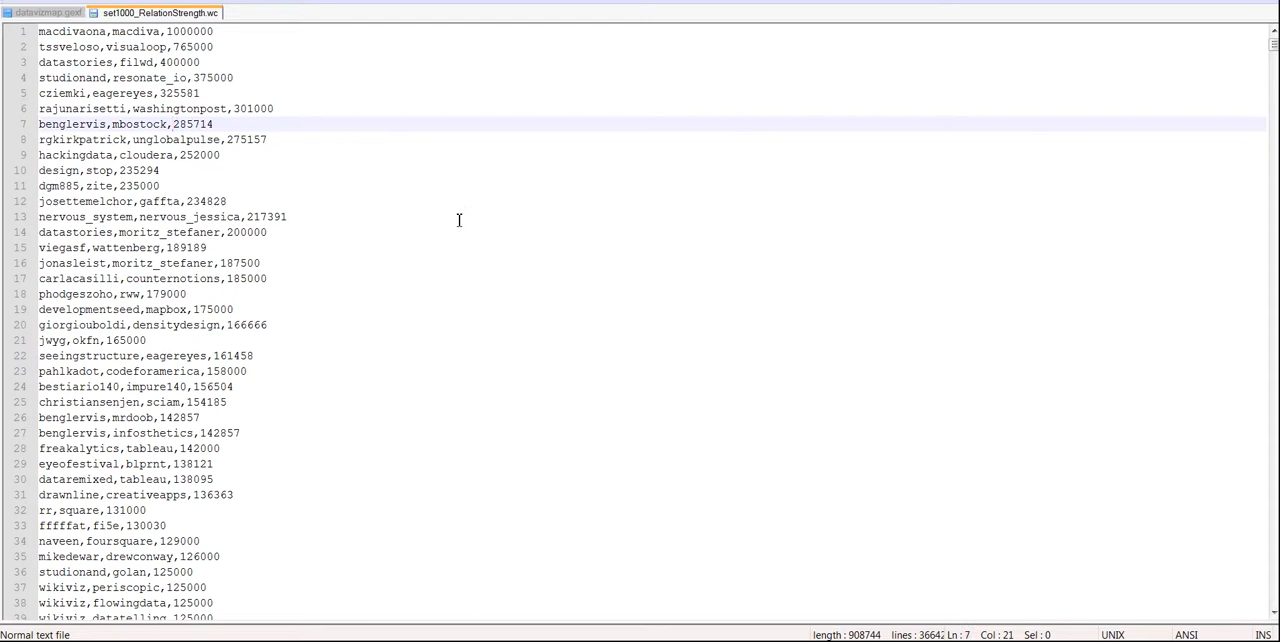 datavizmap.gexf set1000_RelationStrength.wc
1 macdivaona,macdiva,1000000
2 tssveloso,visualoop,765000
3 datastories,filwd,400000
4 studionand,resonate_io,375000
5 cziemki,eagereyes,325581
6 rajunarisetti,washingtonpost,301000
7 benglervis,mbostock,285714
8 rgkirkpatrick,unglobalpulse,275157
9 hackingdata,cloudera,252000
10 design,stop,235294
11 dgm885,zite,235000
12 josettemelchor,gaffta,234828
13 nervous_system,nervous_jessica,217391
14 datastories,moritz_stefaner,200000
15 viegasf,wattenberg,189189
16 jonasleist,moritz_stefaner,187500
17 carlacasilli,counternotions,185000
18 phodgeszoho,rww,179000
19 developmentseed,mapbox,175000
20 giorgiouboldi,densitydesign,166666
21 jwyg,okfn,165000
22 seeingstructure,eagereyes,161458
23 pahlkadot,codeforamerica,158000
24 bestiario140,impure140,156504
25 christiansenjen,sciam,154185
26 benglervis,mrdoob,142857
27 benglervis,infosthetics,142857
28 freakalytics,tableau,142000
29 eyeofestival,blprnt,138121
30 dataremixed,tableau,138095
31 drawnline,creativeapps,136363
32 rr,square,131000
33 fffffat,fi5e,130030
34 naveen,foursquare,129000
35 mikedewar,drewconway,126000
36 studionand,golan,125000
37 wikiviz,periscopic,125000
38 wikiviz,flowingdata,125000
39 wikiviz,datatelling,125000
Normal text file length : 908744 lines : 36642 Ln : 7 Col : 21 Sel : 0 UNIX ANSI INS